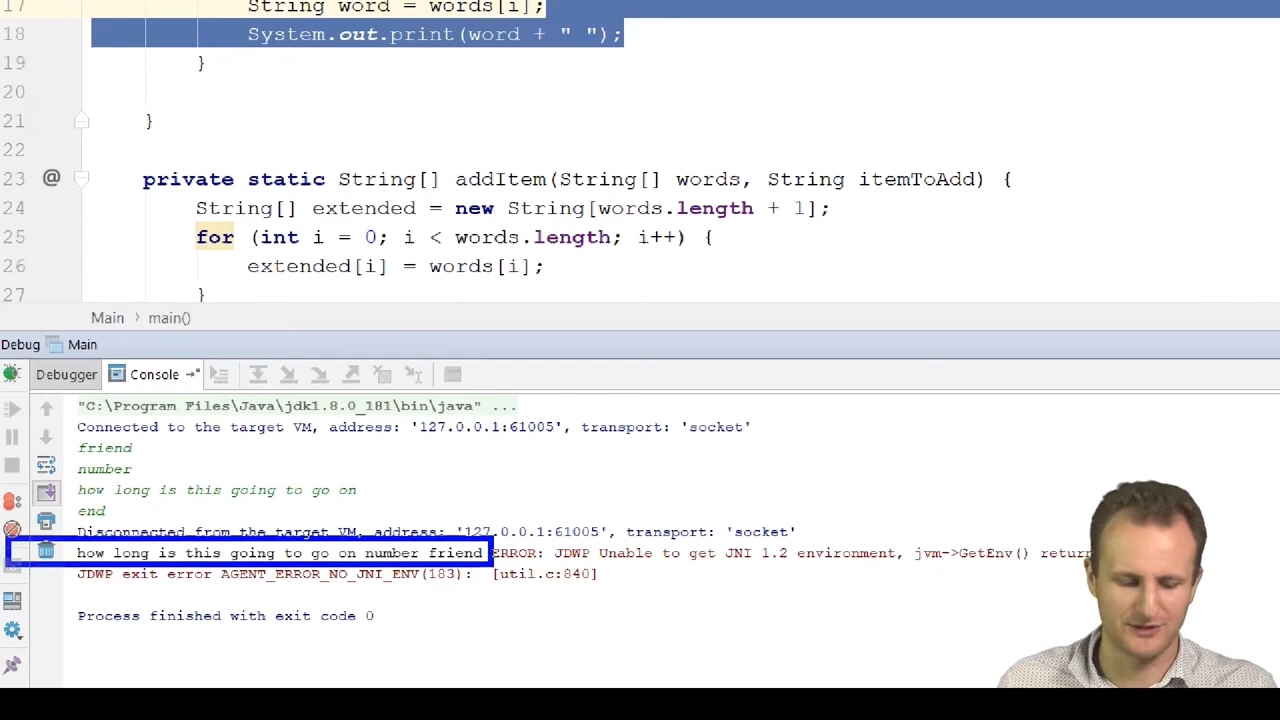 17 String word = words[i];
18 System.out.print(word + " ");
19 }
20
21 }
22
23 @ private static String[] addItem(String[] words, String itemToAdd) {
24 String[] extended = new String[words.length + 1];
25 for (int i = 0; i < words.length; i++) {
26 extended[i] = words[i];
27 }
Main main()
Debug Main
Debugger Console
"C:\Program Files\Java\jdk1.8.0_181\bin\java" ...
Connected to the target VM, address: '127.0.0.1:61005', transport: 'socket'
friend
number
how long is this going to go on
end
Disconnected from the target VM, address: '127.0.0.1:61005', transport: 'socket'
how long is this going to go on number friend ERROR: JDWP Unable to get JNI 1.2 environment, jvm->GetEnv() return
JDWP exit error AGENT_ERROR_NO_JNI_ENV(183): [util.c:840]
Process finished with exit code 0